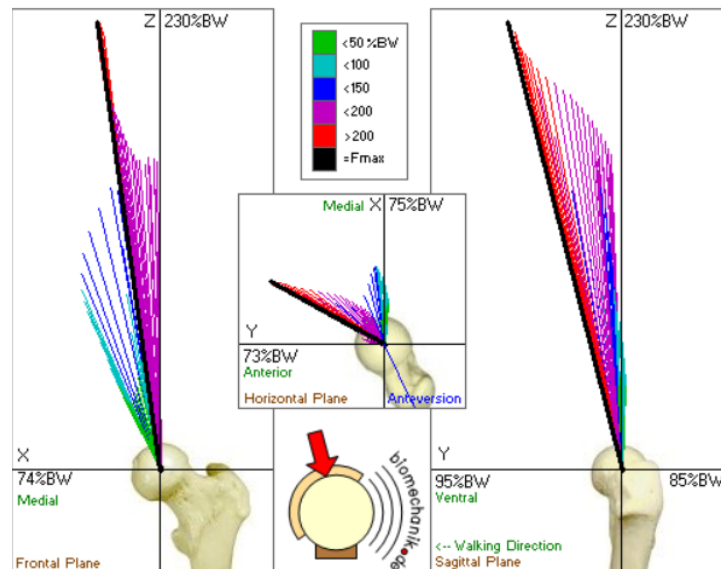 Z 230%BW
X
74%BW
Medial
Frontal Plane
<50%BW
<100
<150
<200
>200
=Fmax
Medial X 75%BW
Y
73%BW
Anterior
Horizontal Plane Anteversion
biomechanik.de
Z 230%BW
Y
95%BW 85%BW
Ventral
<-- Walking Direction
Sagittal Plane